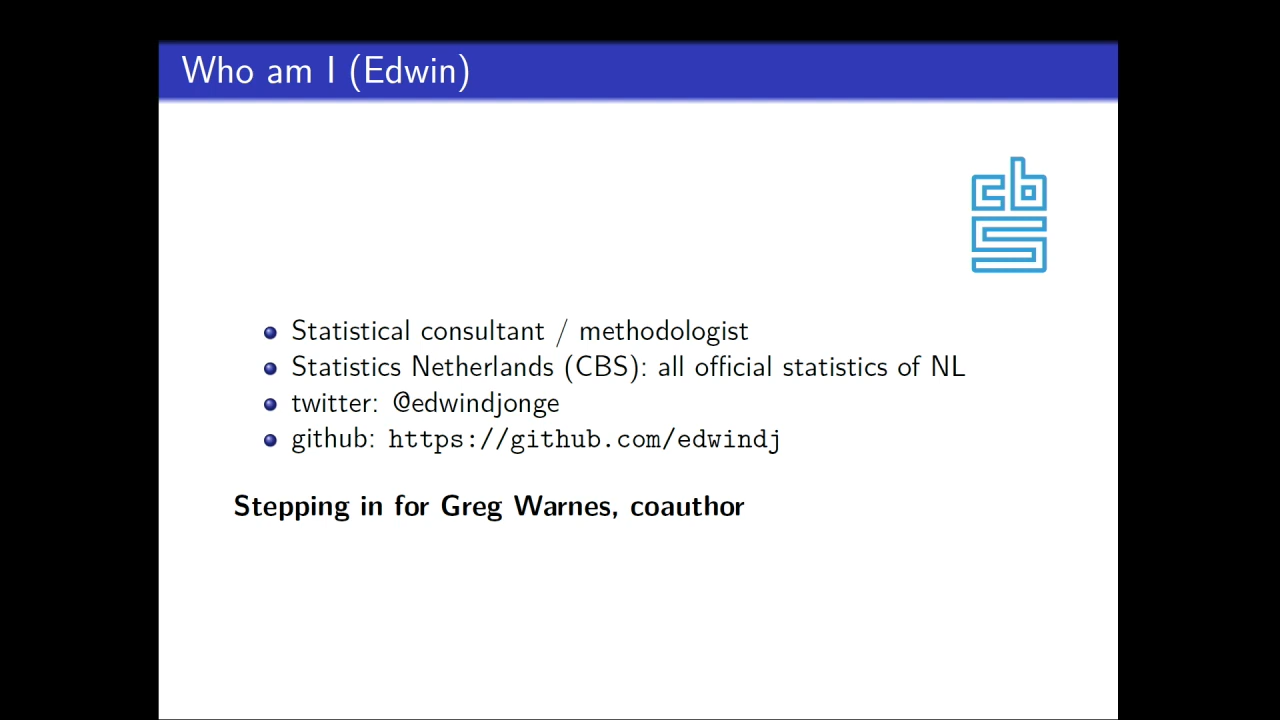 Who am I (Edwin)
cbs
Statistical consultant / methodologist
Statistics Netherlands (CBS): all official statistics of NL
twitter: @edwindjonge
github: https://github.com/edwindj
Stepping in for Greg Warnes, coauthor